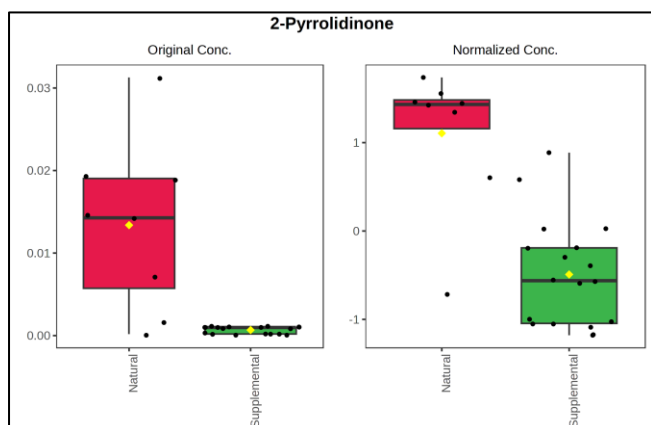 2-Pyrrolidinone
Original Conc.
Normalized Conc.
0.03
0.02
0.01
0.00
1
0
-1
Natural
Supplemental
Natural
Supplemental